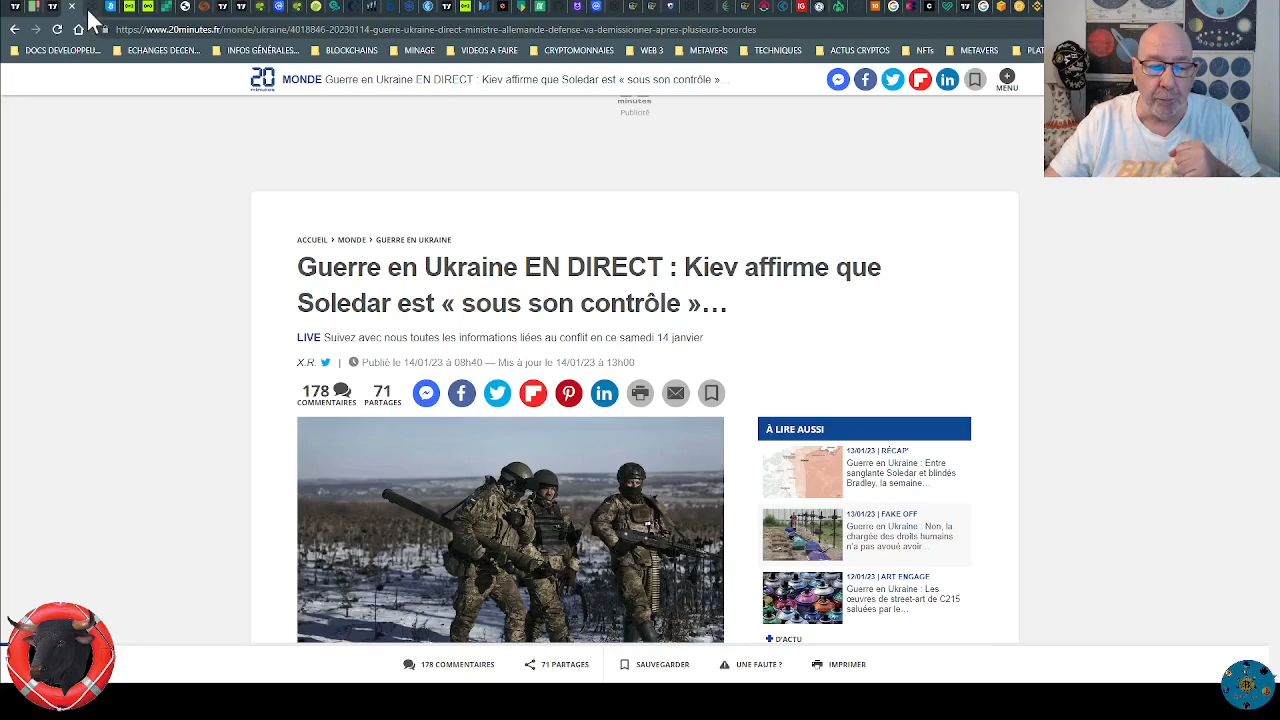 https://www.20minutes.fr/monde/ukraine/4018846-20230114-guerre-ukraine-direct-ministre-allemande-defense-va-demissionner-apres-plusieurs-bourdes
DOCS DEVELOPPEU... ECHANGES DECEN... INFOS GÉNÉRALES... BLOCKCHAINS MINAGE VIDEOS A FAIRE CRYPTOMONNAIES WEB 3 METAVERS TECHNIQUES ACTUS CRYPTOS NFTs METAVERS PLAT
20 minutes
MONDE Guerre en Ukraine EN DIRECT : Kiev affirme que Soledar est « sous son contrôle »...
MENU
minutes
Publicité
ACCUEIL › MONDE › GUERRE EN UKRAINE
Guerre en Ukraine EN DIRECT : Kiev affirme que
Soledar est « sous son contrôle »...
LIVE Suivez avec nous toutes les informations liées au conflit en ce samedi 14 janvier
X.R. | Publié le 14/01/23 à 08h40 — Mis à jour le 14/01/23 à 13h00
178 71
COMMENTAIRES PARTAGES
À LIRE AUSSI
13/01/23 | RÉCAP'
Guerre en Ukraine : Entre
sanglante Soledar et blindés
Bradley, la semaine...
13/01/23 | FAKE OFF
Guerre en Ukraine : Non, la
chargée des droits humains
n'a pas avoué avoir...
12/01/23 | ART ENGAGE
Guerre en Ukraine : Les
œuvres de street-art de C215
saluées par le...
D'ACTU
178 COMMENTAIRES 71 PARTAGES SAUVEGARDER UNE FAUTE ? IMPRIMER